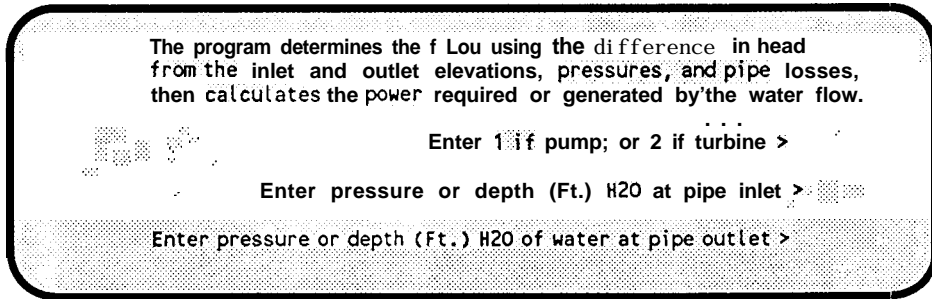 The program determines the f Lou using the difference in head
from the inlet and outlet elevations, pressures, and pipe losses,
then calculates the power required or generated by'the water flow.
. . .
Enter 1 if pump; or 2 if turbine >
Enter pressure or depth (Ft.) H2O at pipe inlet >
Enter pressure or depth (Ft.) H2O of water at pipe outlet >